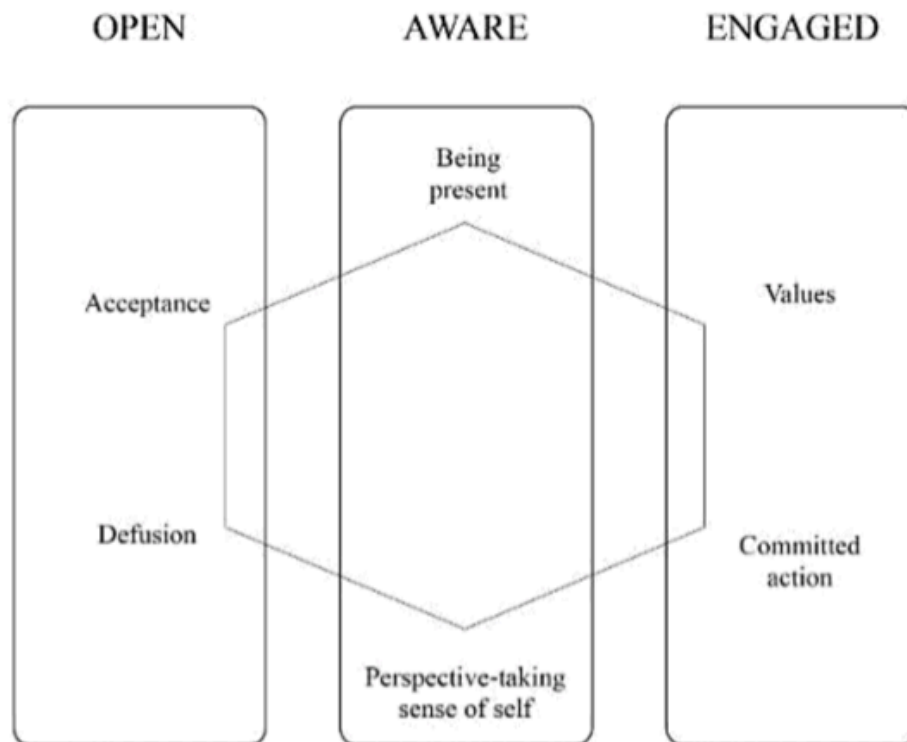 OPEN AWARE ENGAGED
Being
present
Acceptance
Values
Defusion
Committed
action
Perspective-taking
sense of self